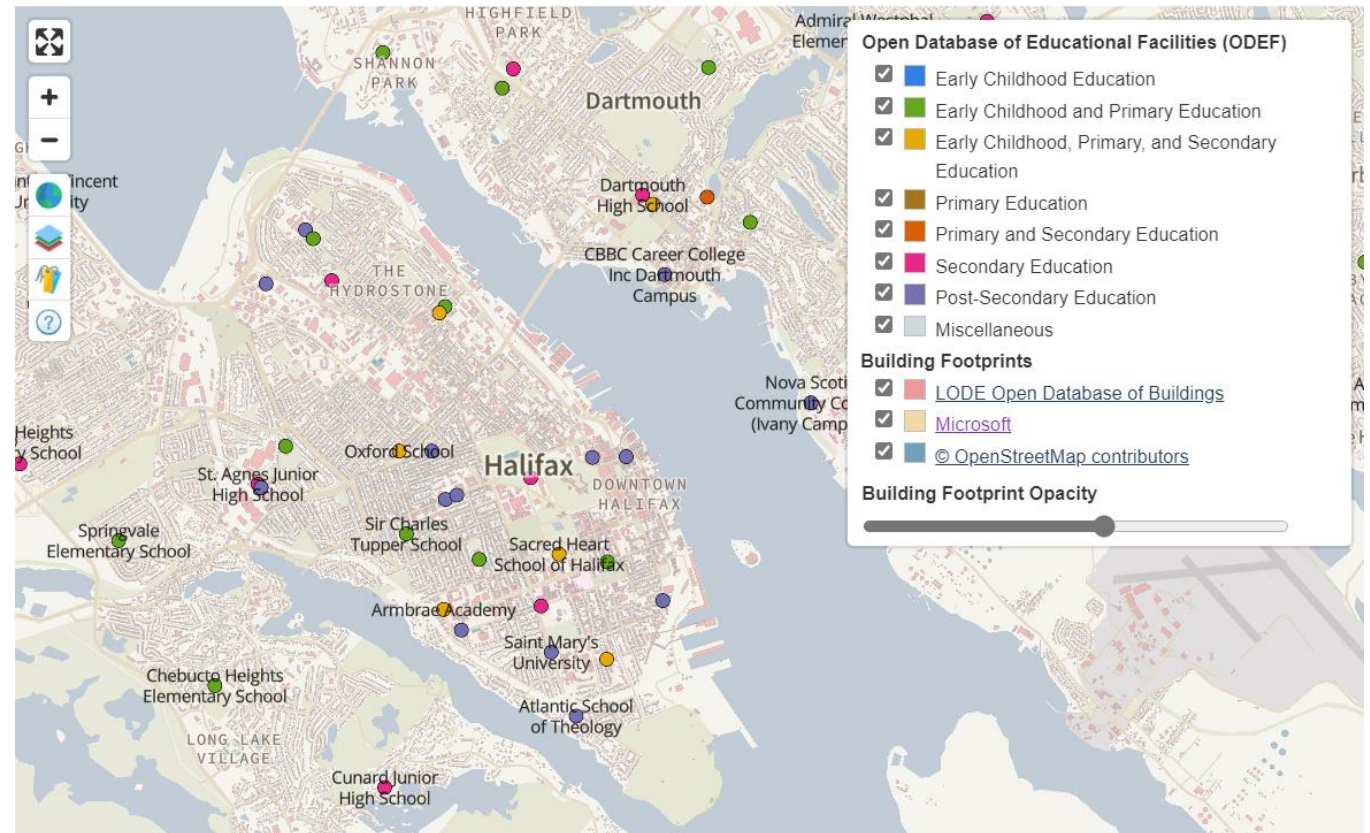 HIGHFIELD
PARK
SHANNON
PARK
Dartmouth
Dartmouth
High School
CBBC Career College
Inc Dartmouth
Campus
THE
HYDROSTONE
incent
ity
Nova Scoti
Community Co
(Ivany Camp
Heights
y School
St. Agnes Junior
High School
Oxford School
Halifax
DOWNTOWN
HALIFAX
Springvale
Elementary School
Sir Charles
Tupper School
Sacred Heart
School of Halifax
Armbrae Academy
Saint Mary's
University
Chebucto Heights
Elementary School
Atlantic School
of Theology
LONG LAKE
VILLAGE
Cunard Junior
High School
Admiral Westphal
Elemen
+
−
?
Open Database of Educational Facilities (ODEF)
Early Childhood Education
Early Childhood and Primary Education
Early Childhood, Primary, and Secondary
Education
Primary Education
Primary and Secondary Education
Secondary Education
Post-Secondary Education
Miscellaneous
Building Footprints
LODE Open Database of Buildings
Microsoft
© OpenStreetMap contributors
Building Footprint Opacity